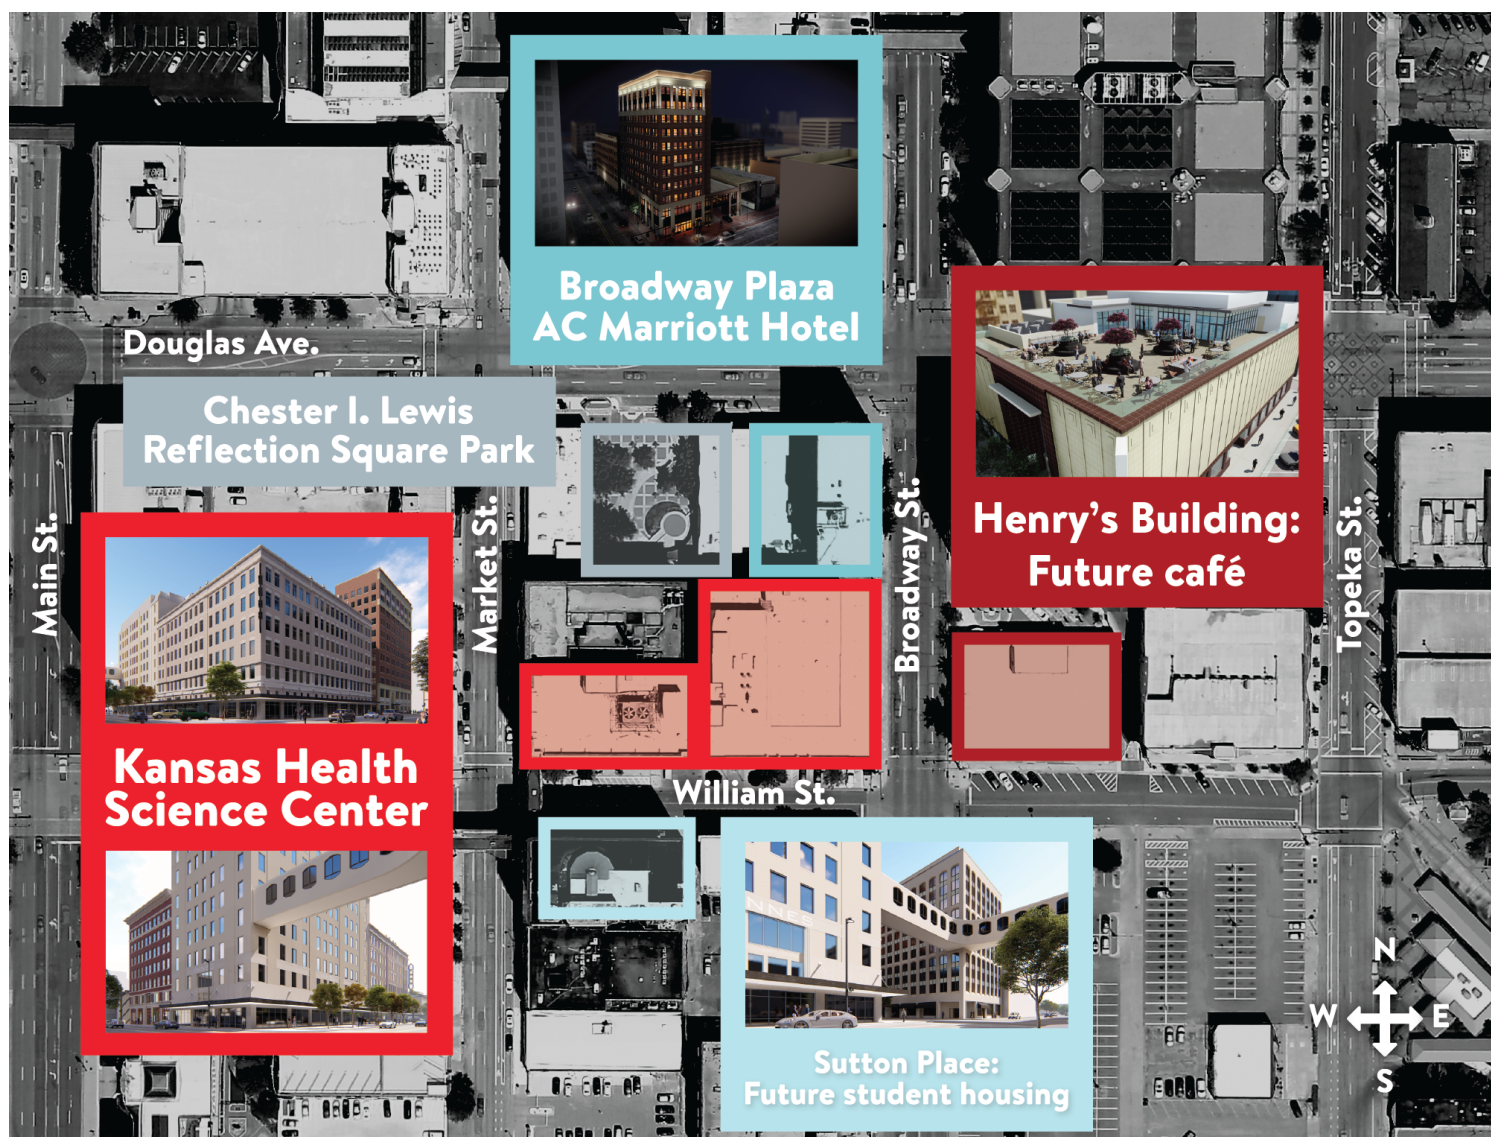 Broadway Plaza
AC Marriott Hotel
Douglas Ave.
Chester I. Lewis
Reflection Square Park
Henry's Building:
Future café
Main St.
Market St.
Broadway St.
Topeka St.
Kansas Health
Science Center
William St.
NNES
Sutton Place:
Future student housing
N
W E
S